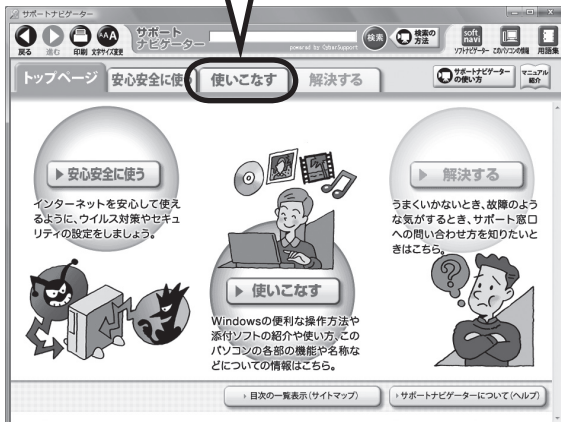 サポートナビゲーター
戻る 進む 印刷 文字サイズ変更
サポート
ナビゲーター
powered by CyberSupport
検索
検索の
方法
soft
navi
ソフトナビゲーター このパソコンの情報 用語集
トップページ 安心安全に使う 使いこなす 解決する
サポートナビゲーター
の使い方
マニュアル
紹介
安心安全に使う
インターネットを安心して使え
るように、ウイルス対策やセキュ
リティの設定をしましょう。
使いこなす
Windowsの便利な操作方法や
添付ソフトの紹介や使い方、この
パソコンの各部の機能や名称な
どについての情報はこちら。
解決する
うまくいかないとき、故障のよう
な気がするとき、サポート窓口
への問い合わせ方を知りたいと
きはこちら。
目次の一覧表示(サイトマップ)
サポートナビゲーターについて(ヘルプ)